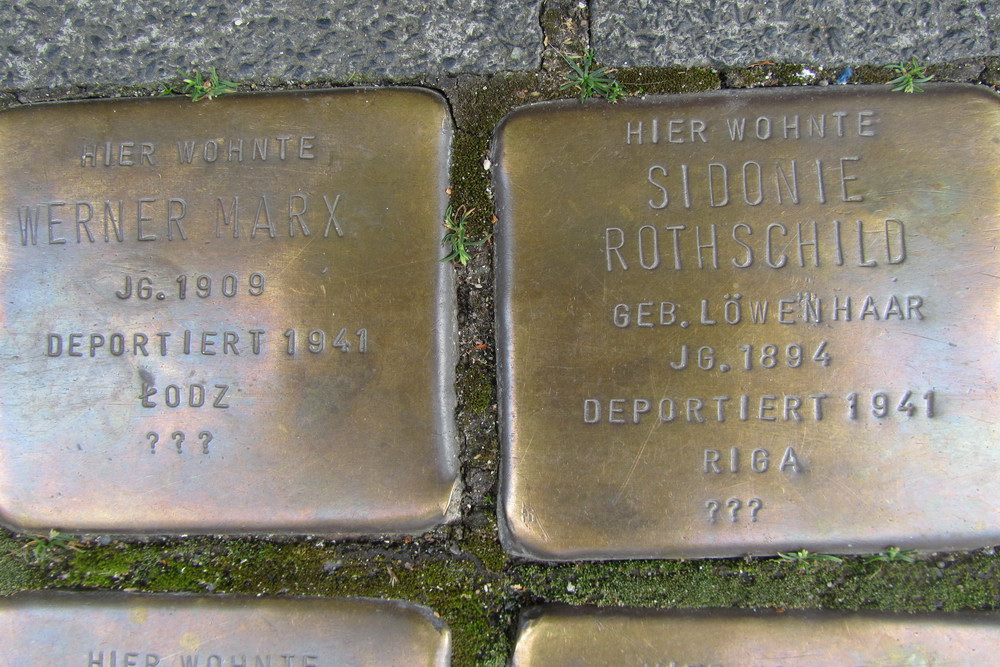 HIER WOHNTE
WERNER MARX
JG. 1909
DEPORTIERT 1941
ŁODZ
???
HIER WOHNTE
SIDONIE
ROTHSCHILD
GEB. LÖWENHAAR
JG. 1894
DEPORTIERT 1941
RIGA
???
HIER WOHNTE